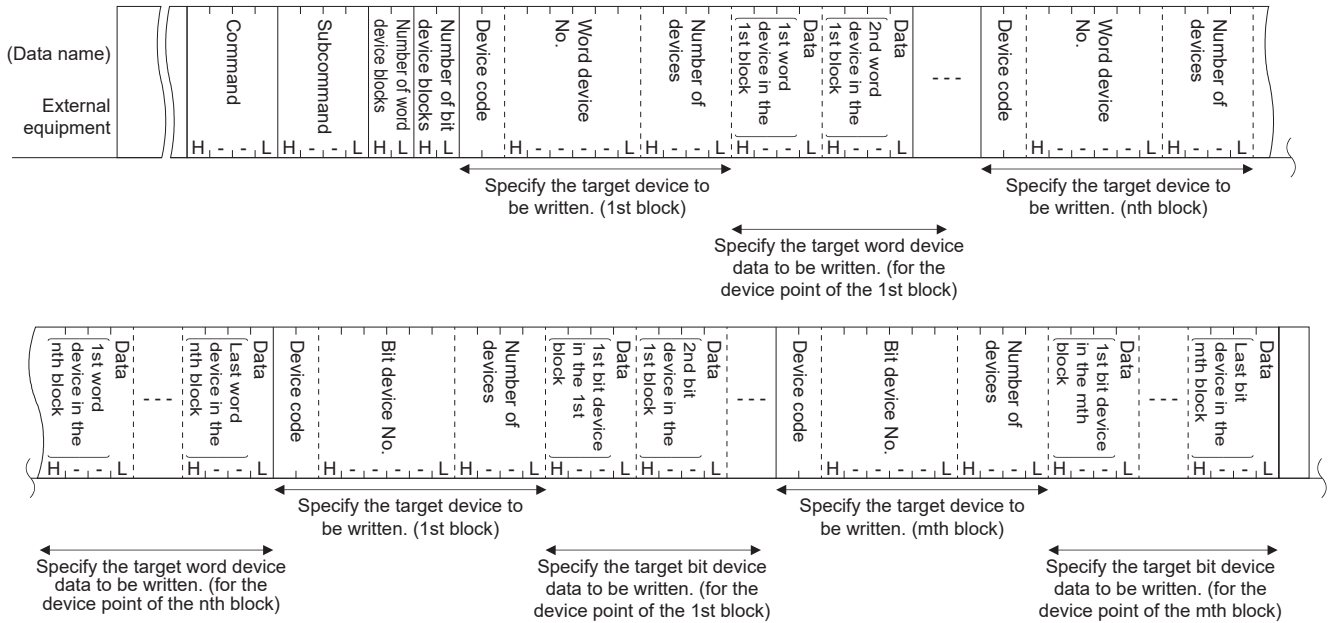 (Data name)
External
equipment
Command
H - - L
Subcommand
H - - L
Number of word
device blocks
H L
Number of bit
device blocks
H L
Device code
Word device
No.
H - - - - L
Number of
devices
H - - L
Data
1st word
device in the
1st block
H - - L
Data
2nd word
device in the
1st block
H - - L
- - -
Device code
Word device
No.
H - - - - L
Number of
devices
H - - L
Specify the target device to
be written. (1st block)
Specify the target device to
be written. (nth block)
Specify the target word device
data to be written. (for the
device point of the 1st block)
Data
1st word
device in the
nth block
H - - L
- - -
Data
Last word
device in the
nth block
H - - L
Device code
Bit device No.
H - - - - L
Number of
devices
H - - L
Data
1st bit device
in the 1st
block
H - - L
Data
2nd bit
device in the
1st block
H - - L
- - -
Device code
Bit device No.
H - - - - L
Number of
devices
H - - L
Data
1st bit device
in the mth
block
H - - L
- - -
Data
Last bit
device in the
mth block
H - - L
Specify the target device to
be written. (1st block)
Specify the target device to
be written. (mth block)
Specify the target word device
data to be written. (for the
device point of the nth block)
Specify the target bit device
data to be written. (for the
device point of the 1st block)
Specify the target bit device
data to be written. (for the
device point of the mth block)